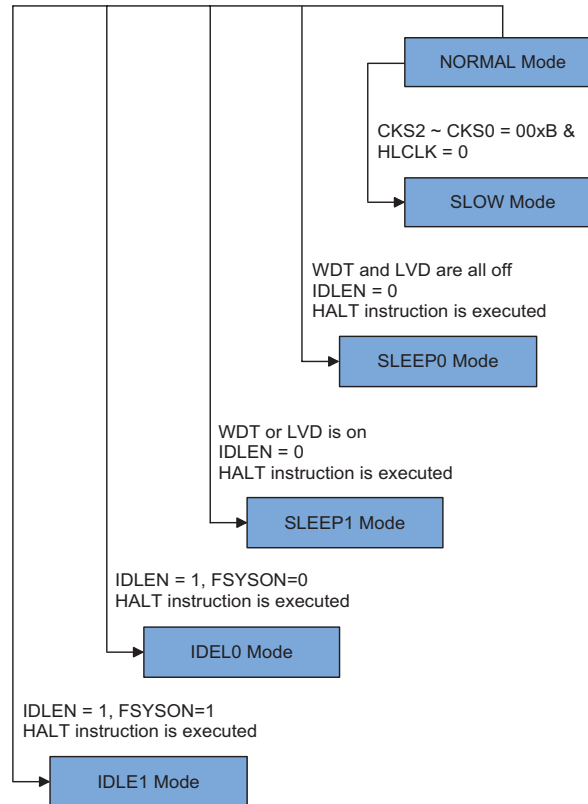 NORMAL Mode
CKS2 ~ CKS0 = 00xB &
HLCLK = 0
SLOW Mode
WDT and LVD are all off
IDLEN = 0
HALT instruction is executed
SLEEP0 Mode
WDT or LVD is on
IDLEN = 0
HALT instruction is executed
SLEEP1 Mode
IDLEN = 1, FSYSON=0
HALT instruction is executed
IDEL0 Mode
IDLEN = 1, FSYSON=1
HALT instruction is executed
IDLE1 Mode